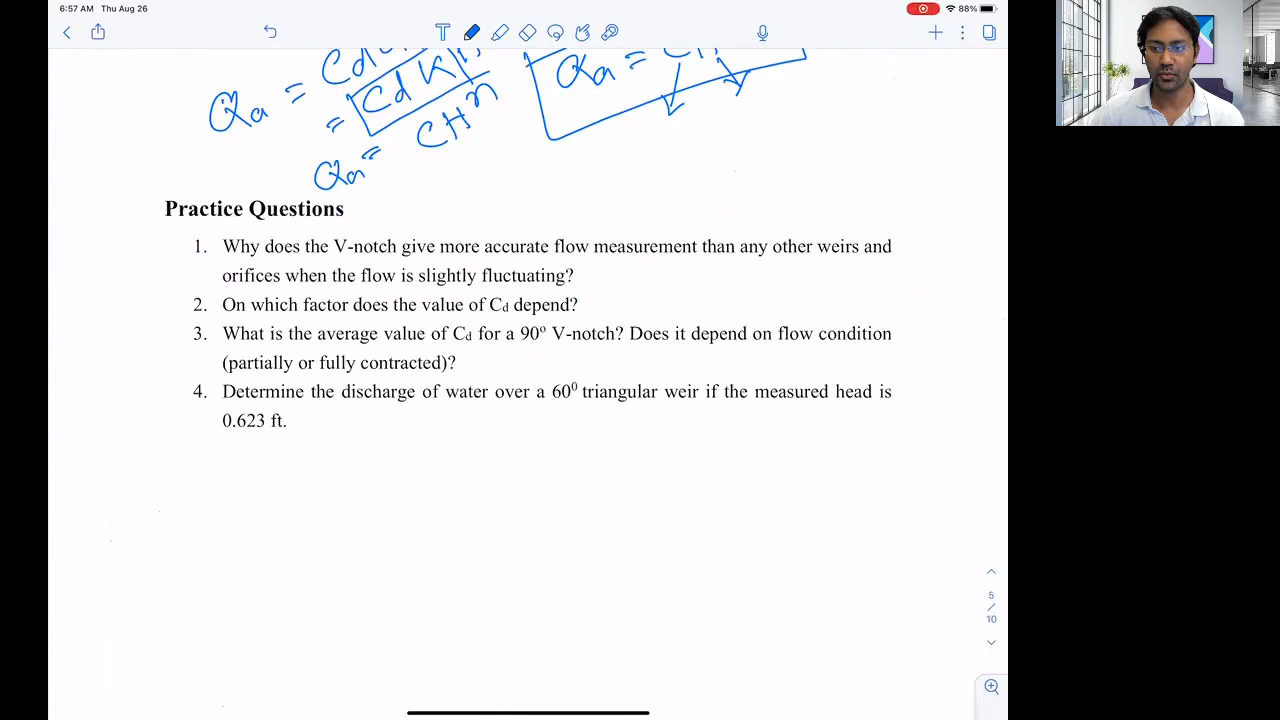 6:57 AM Thu Aug 26
88%
Qa =
= Cd K H
Qa = CHⁿ
Qa =
Practice Questions
1. Why does the V-notch give more accurate flow measurement than any other weirs and
orifices when the flow is slightly fluctuating?
2. On which factor does the value of Cd depend?
3. What is the average value of Cd for a 90⁰ V-notch? Does it depend on flow condition
(partially or fully contracted)?
4. Determine the discharge of water over a 60⁰ triangular weir if the measured head is
0.623 ft.
5
/
10